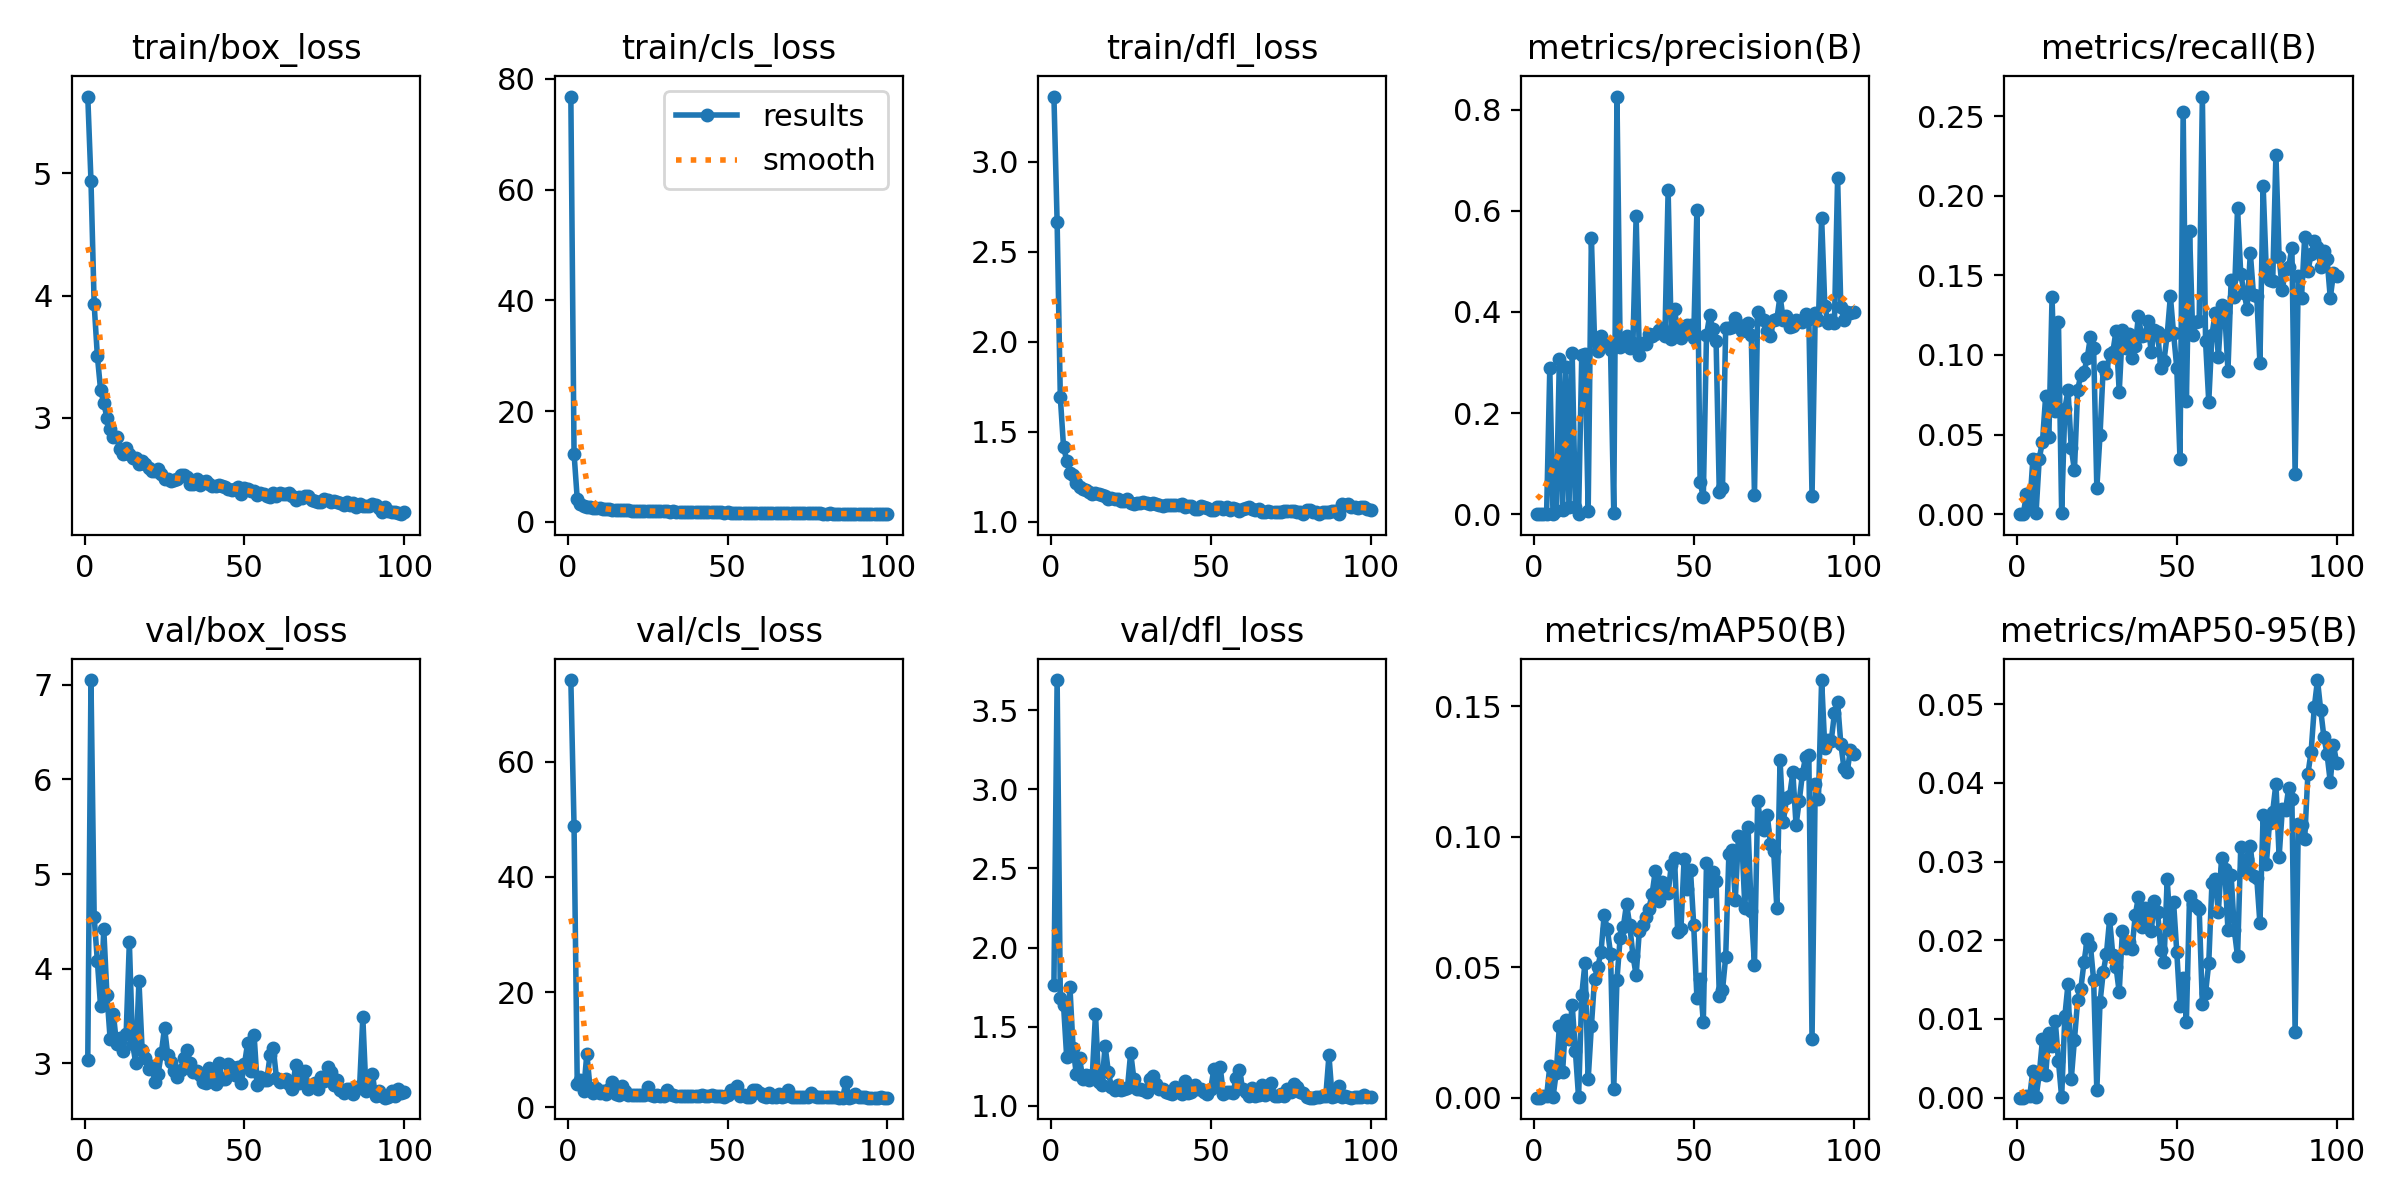 train/box_loss
5
4
3
0 50 100
train/cls_loss
80
60
40
20
0
results
smooth
0 50 100
train/dfl_loss
3.0
2.5
2.0
1.5
1.0
0 50 100
metrics/precision(B)
0.8
0.6
0.4
0.2
0.0
0 50 100
metrics/recall(B)
0.25
0.20
0.15
0.10
0.05
0.00
0 50 100
val/box_loss
7
6
5
4
3
0 50 100
val/cls_loss
60
40
20
0
0 50 100
val/dfl_loss
3.5
3.0
2.5
2.0
1.5
1.0
0 50 100
metrics/mAP50(B)
0.15
0.10
0.05
0.00
0 50 100
metrics/mAP50-95(B)
0.05
0.04
0.03
0.02
0.01
0.00
0 50 100